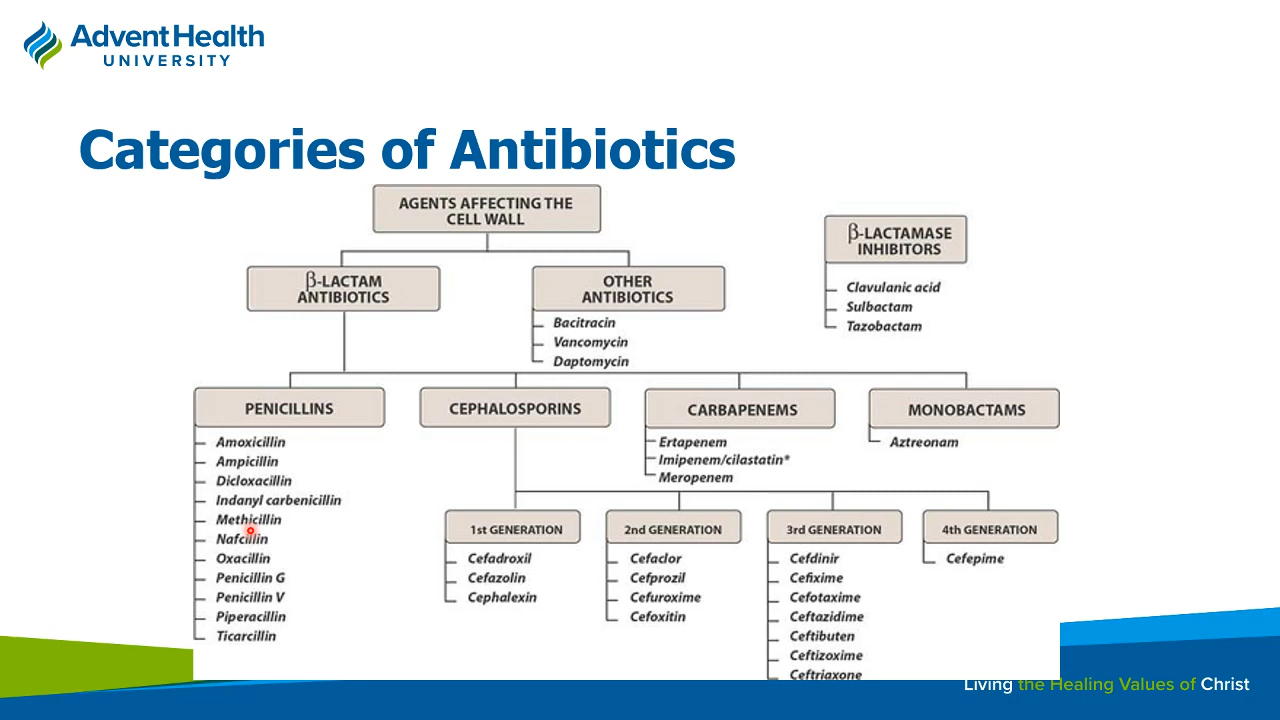 AdventHealth
UNIVERSITY
Categories of Antibiotics
AGENTS AFFECTING THE
CELL WALL
β-LACTAMASE
INHIBITORS
Clavulanic acid
Sulbactam
Tazobactam
β-LACTAM
ANTIBIOTICS
OTHER
ANTIBIOTICS
Bacitracin
Vancomycin
Daptomycin
PENICILLINS
Amoxicillin
Ampicillin
Dicloxacillin
Indanyl carbenicillin
Methicillin
Nafcillin
Oxacillin
Penicillin G
Penicillin V
Piperacillin
Ticarcillin
CEPHALOSPORINS
CARBAPENEMS
Ertapenem
Imipenem/cilastatin*
Meropenem
MONOBACTAMS
Aztreonam
1st GENERATION
Cefadroxil
Cefazolin
Cephalexin
2nd GENERATION
Cefaclor
Cefprozil
Cefuroxime
Cefoxitin
3rd GENERATION
Cefdinir
Cefixime
Cefotaxime
Ceftazidime
Ceftibuten
Ceftizoxime
Ceftriaxone
4th GENERATION
Cefepime
Living the Healing Values of Christ